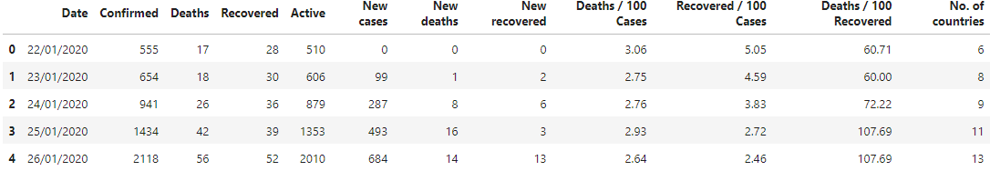 Date Confirmed Deaths Recovered Active New cases New deaths New recovered Deaths / 100 Cases Recovered / 100 Cases Deaths / 100 Recovered No. of countries
0 22/01/2020 555 17 28 510 0 0 0 3.06 5.05 60.71 6
1 23/01/2020 654 18 30 606 99 1 2 2.75 4.59 60.00 8
2 24/01/2020 941 26 36 879 287 8 6 2.76 3.83 72.22 9
3 25/01/2020 1434 42 39 1353 493 16 3 2.93 2.72 107.69 11
4 26/01/2020 2118 56 52 2010 684 14 13 2.64 2.46 107.69 13